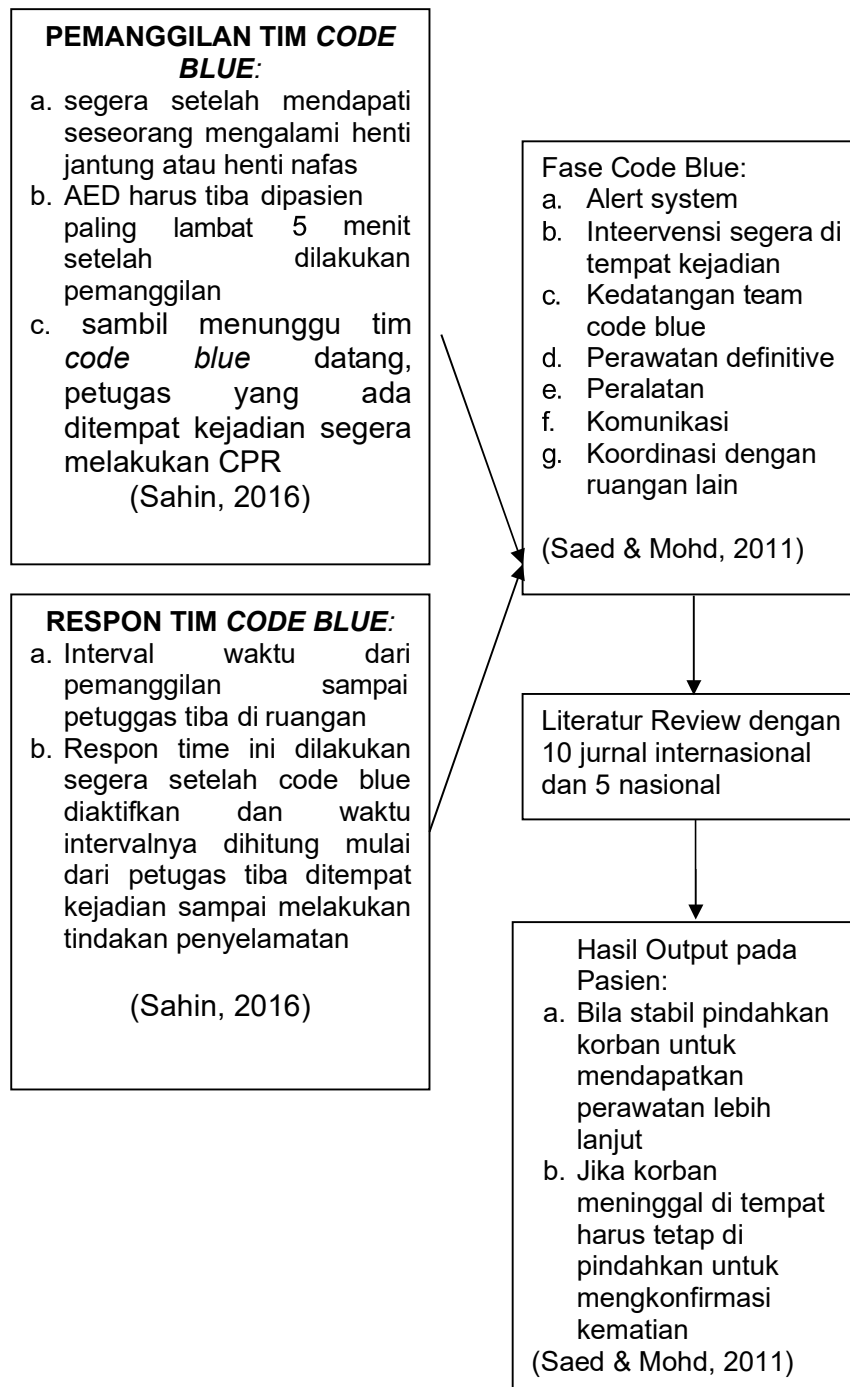 PEMANGGILAN TIM CODE
BLUE:
a. segera setelah mendapati
seseorang mengalami henti
jantung atau henti nafas
b. AED harus tiba dipasien
paling lambat 5 menit
setelah dilakukan
pemanggilan
c. sambil menunggu tim
code blue datang,
petugas yang ada
ditempat kejadian segera
melakukan CPR
(Sahin, 2016)
RESPON TIM CODE BLUE:
a. Interval waktu dari
pemanggilan sampai
petuggas tiba di ruangan
b. Respon time ini dilakukan
segera setelah code blue
diaktifkan dan waktu
intervalnya dihitung mulai
dari petugas tiba ditempat
kejadian sampai melakukan
tindakan penyelamatan
(Sahin, 2016)
Fase Code Blue:
a. Alert system
b. Inteervensi segera di
tempat kejadian
c. Kedatangan team
code blue
d. Perawatan definitive
e. Peralatan
f. Komunikasi
g. Koordinasi dengan
ruangan lain
(Saed & Mohd, 2011)
Literatur Review dengan
10 jurnal internasional
dan 5 nasional
Hasil Output pada
Pasien:
a. Bila stabil pindahkan
korban untuk
mendapatkan
perawatan lebih
lanjut
b. Jika korban
meninggal di tempat
harus tetap di
pindahkan untuk
mengkonfirmasi
kematian
(Saed & Mohd, 2011)